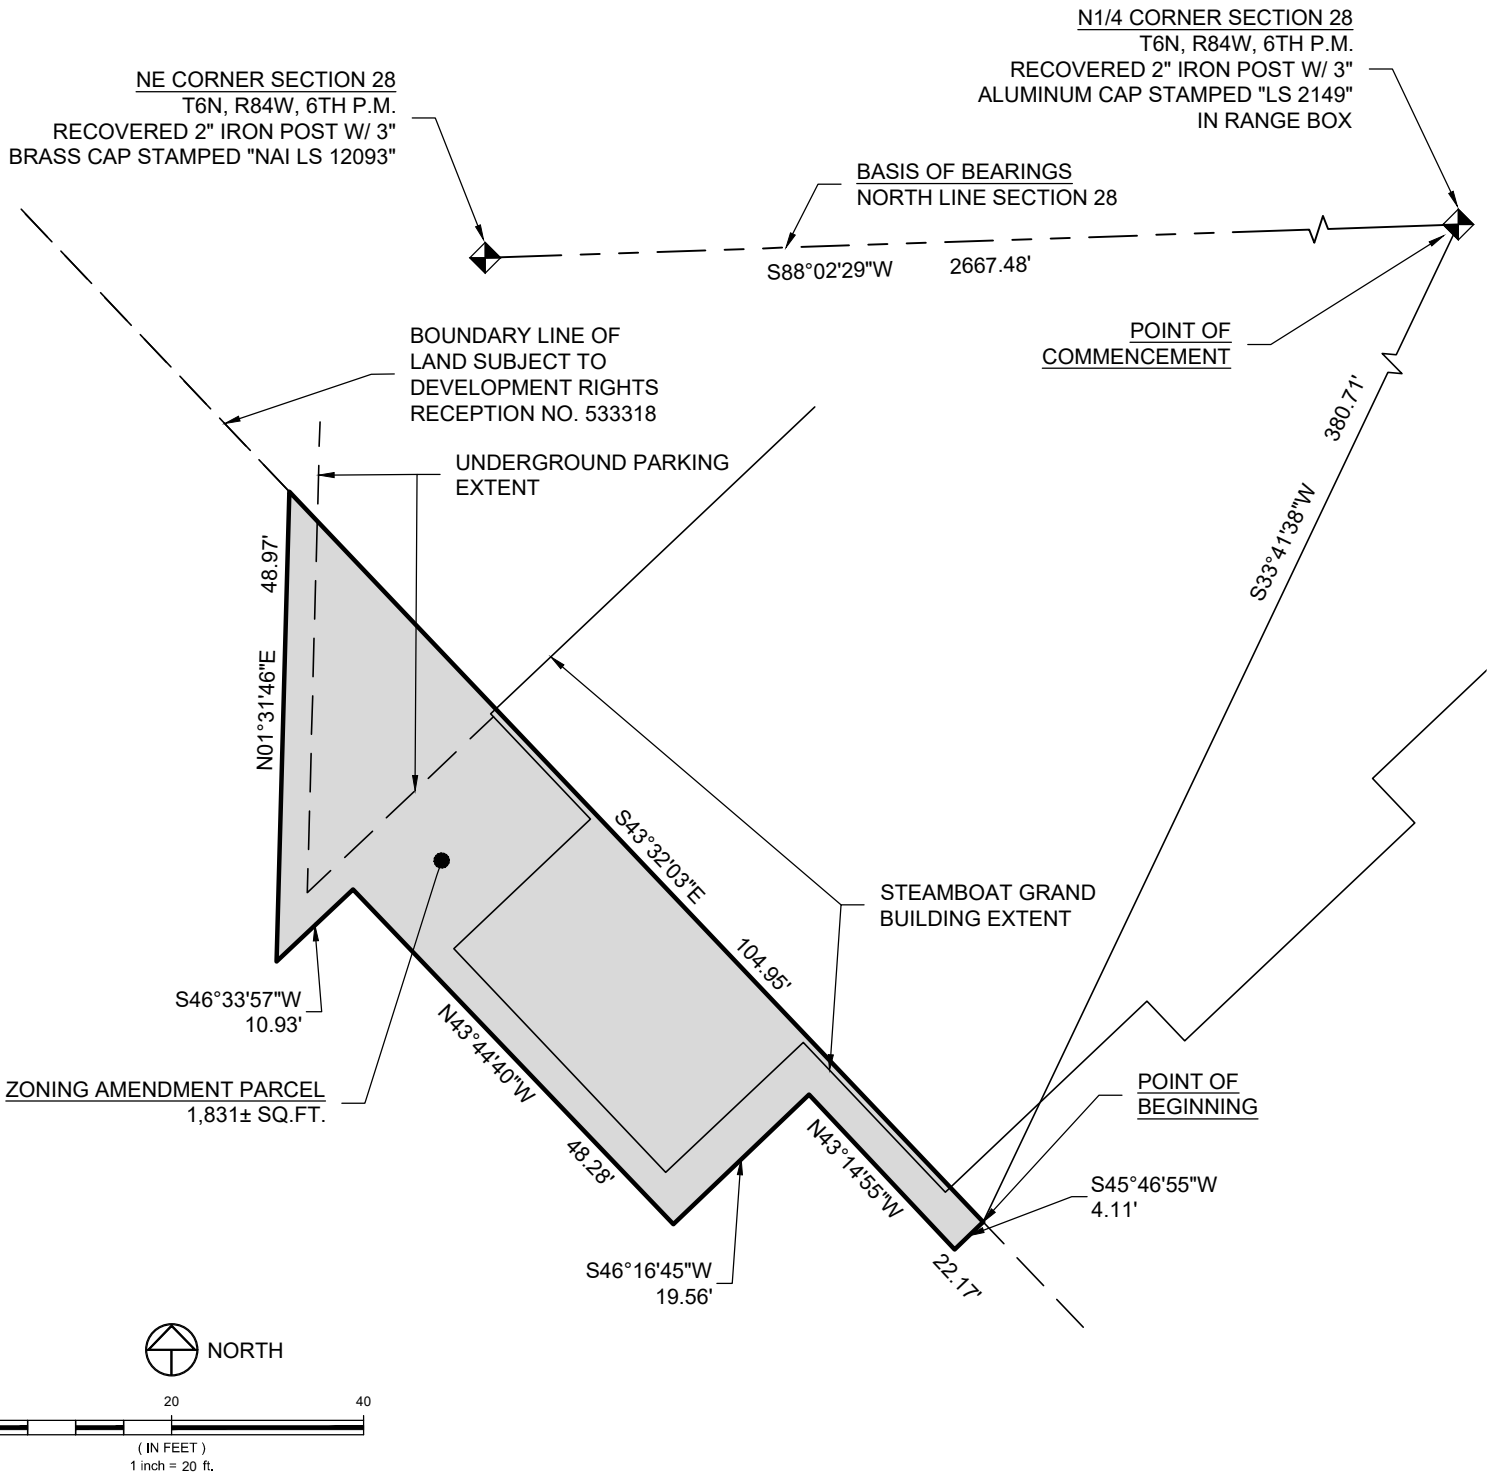 N1/4 CORNER SECTION 28
T6N, R84W, 6TH P.M.
RECOVERED 2" IRON POST W/ 3"
ALUMINUM CAP STAMPED "LS 2149"
IN RANGE BOX
NE CORNER SECTION 28
T6N, R84W, 6TH P.M.
RECOVERED 2" IRON POST W/ 3"
BRASS CAP STAMPED "NAI LS 12093"
BASIS OF BEARINGS
NORTH LINE SECTION 28
S88°02'29"W 2667.48'
POINT OF
COMMENCEMENT
BOUNDARY LINE OF
LAND SUBJECT TO
DEVELOPMENT RIGHTS
RECEPTION NO. 533318
380.71'
S33°41'38"W
UNDERGROUND PARKING
EXTENT
48.97'
N01°31'46"E
S43°32'03"E
104.95'
STEAMBOAT GRAND
BUILDING EXTENT
S46°33'57"W
10.93'
N43°44'40"W
48.28'
ZONING AMENDMENT PARCEL
1,831± SQ.FT.
POINT OF
BEGINNING
N43°14'55"W
22.17'
S45°46'55"W
4.11'
S46°16'45"W
19.56'
NORTH
20 40
( IN FEET )
1 inch = 20 ft.